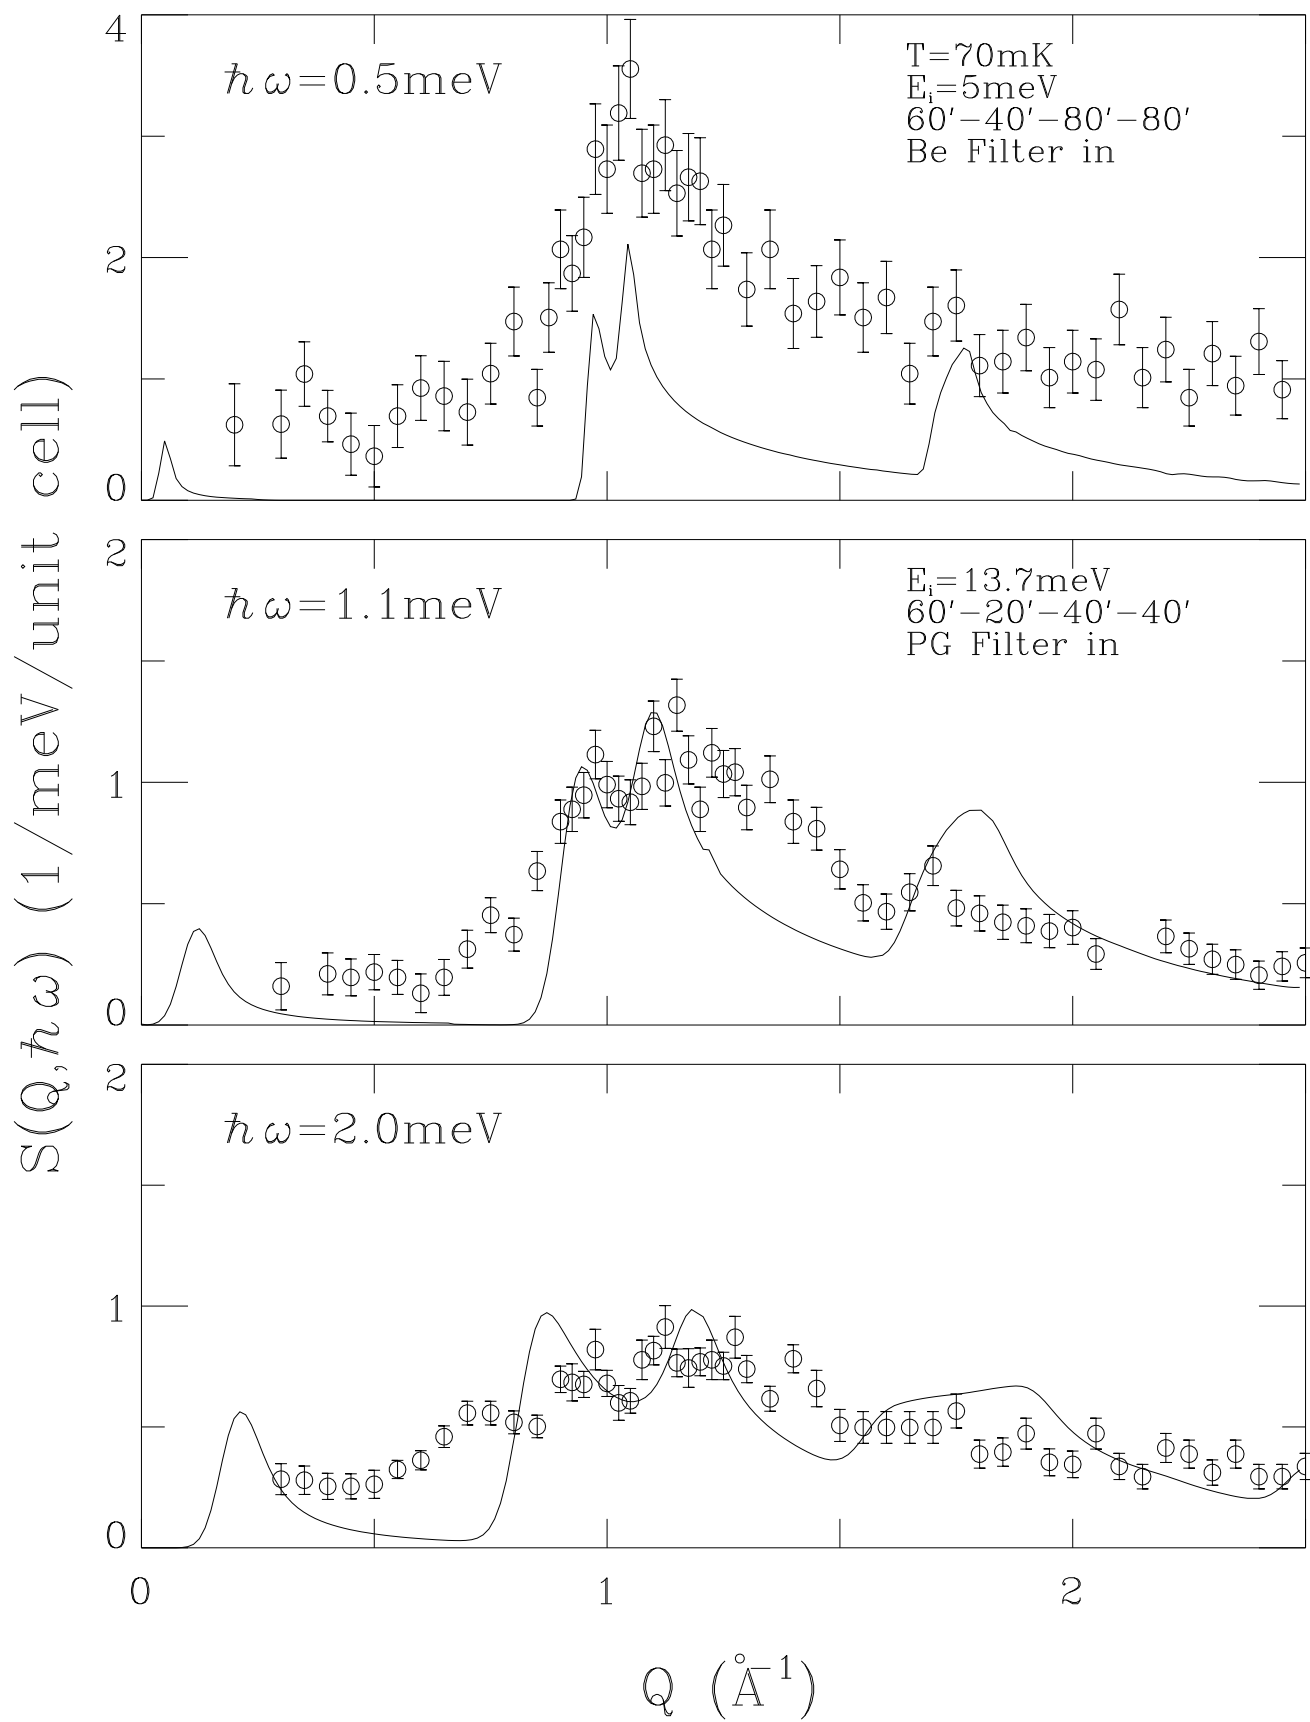 S(Q,ħω) (1/meV/unit cell)
4
2
0
ħω=0.5meV
T=70mK
Eᵢ=5meV
60′−40′−80′−80′
Be Filter in
2
1
0
ħω=1.1meV
Eᵢ=13.7meV
60′−20′−40′−40′
PG Filter in
2
1
0
ħω=2.0meV
0 1 2
Q (Å⁻¹)